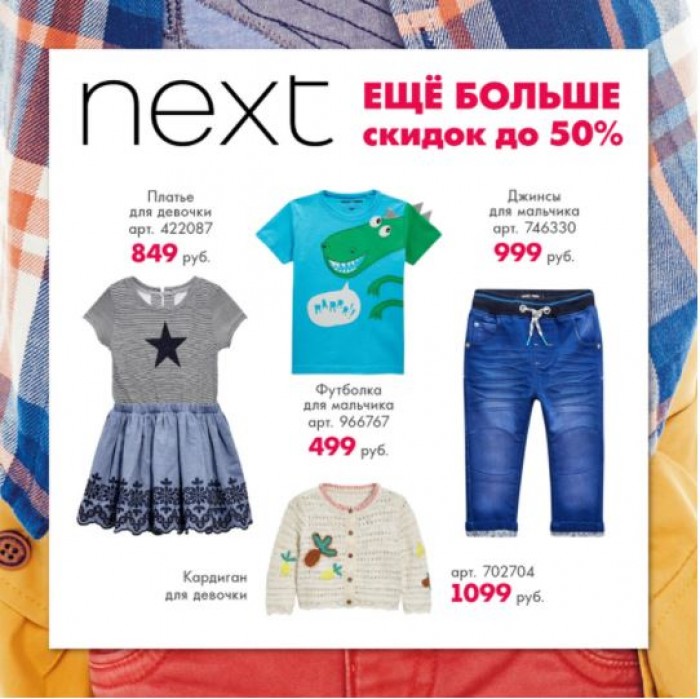 next
ЕЩЁ БОЛЬШЕ
скидок до 50%
Платье
для девочки
арт. 422087
849 руб.
Джинсы
для мальчика
арт. 746330
999 руб.
RARRR!
Футболка
для мальчика
арт. 966767
499 руб.
Кардиган
для девочки
арт. 702704
1099 руб.